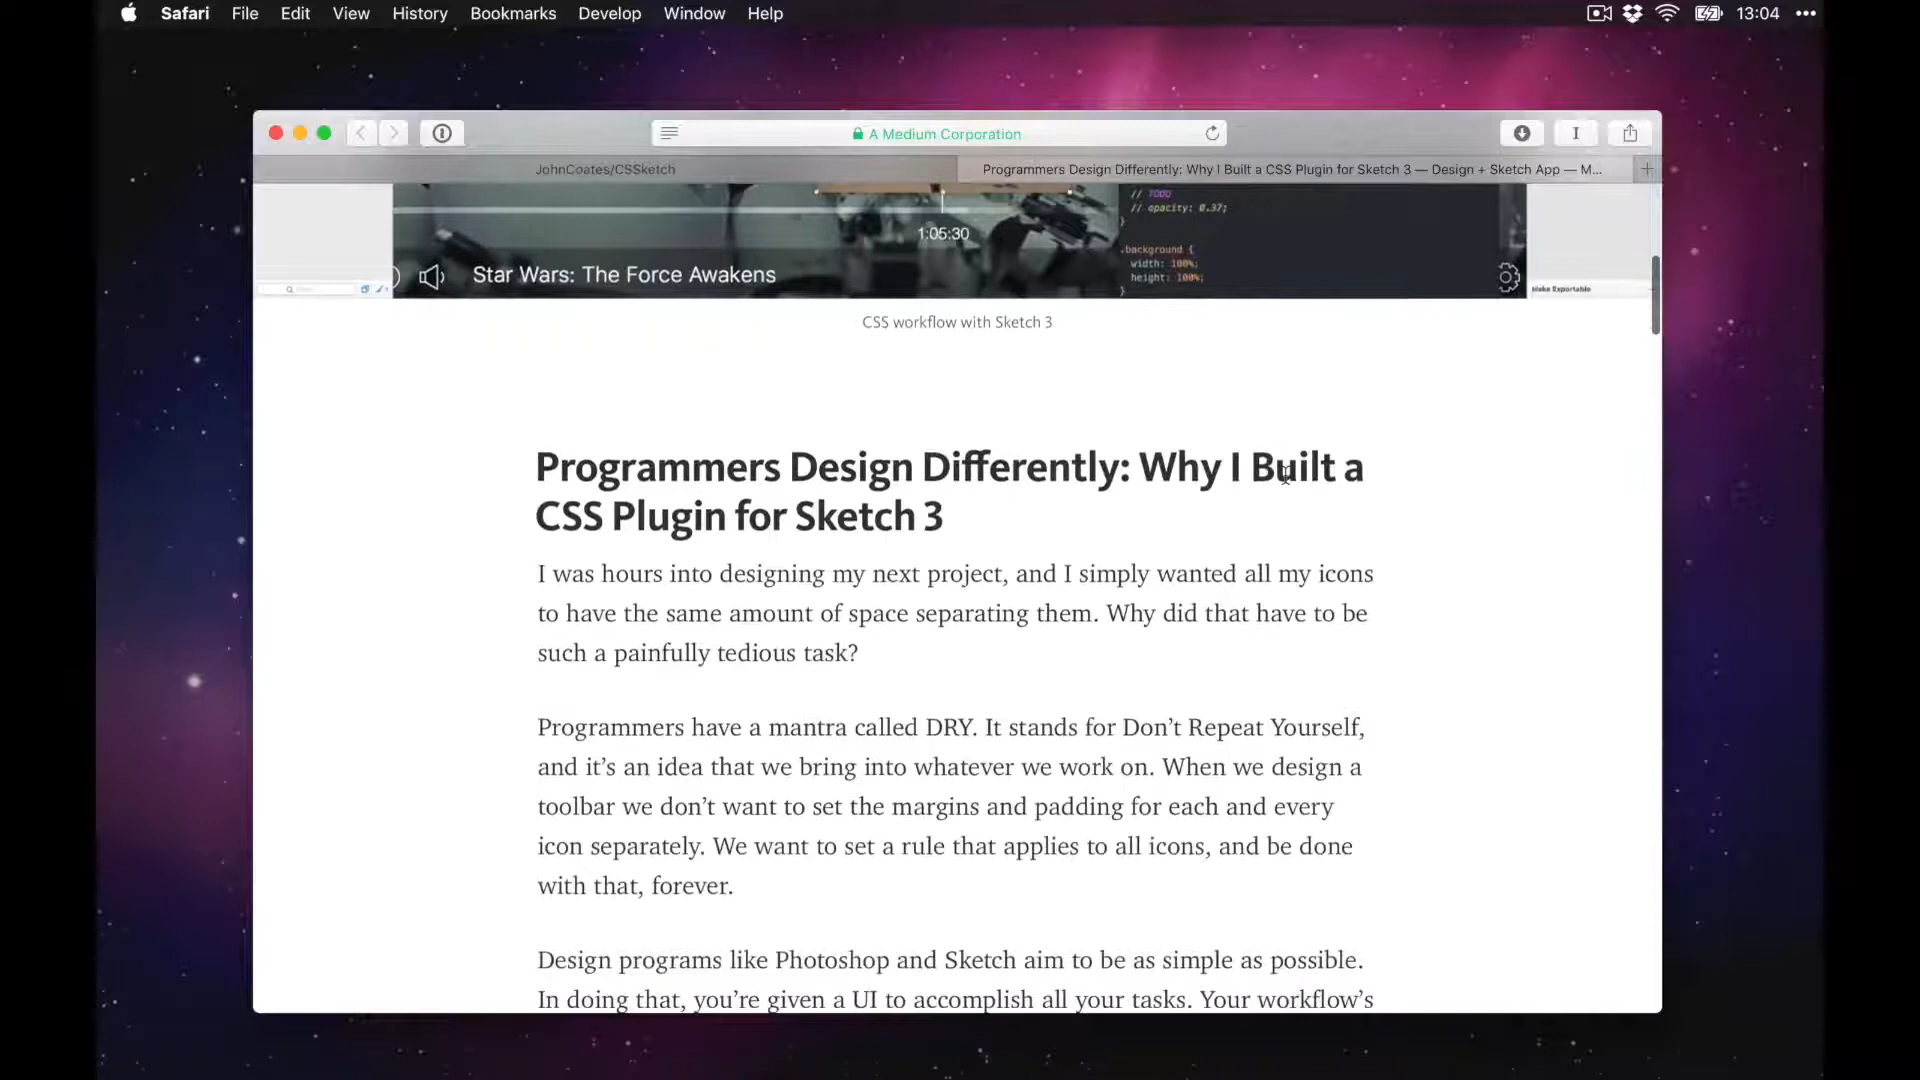 Safari File Edit View History Bookmarks Develop Window Help 13:04
A Medium Corporation
JohnCoates/CSSketch
Programmers Design Differently: Why I Built a CSS Plugin for Sketch 3 — Design + Sketch App — M...
// TODO
// opacity: 0.37;
}
1:05:30
.background {
width: 100%;
height: 100%;
}
Star Wars: The Force Awakens
Make Exportable
CSS workflow with Sketch 3
Programmers Design Differently: Why I Built a
CSS Plugin for Sketch 3
I was hours into designing my next project, and I simply wanted all my icons
to have the same amount of space separating them. Why did that have to be
such a painfully tedious task?
Programmers have a mantra called DRY. It stands for Don’t Repeat Yourself,
and it’s an idea that we bring into whatever we work on. When we design a
toolbar we don’t want to set the margins and padding for each and every
icon separately. We want to set a rule that applies to all icons, and be done
with that, forever.
Design programs like Photoshop and Sketch aim to be as simple as possible.
In doing that, you’re given a UI to accomplish all your tasks. Your workflow’s